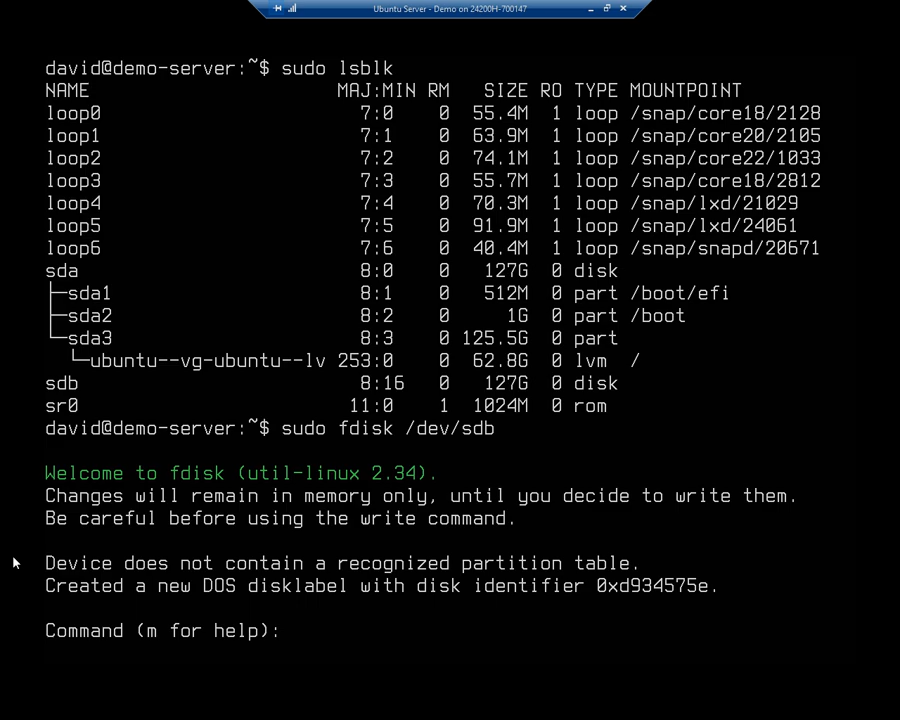 Ubuntu Server - Demo on 24200H-700147
david@demo-server:~$ sudo lsblk
NAME MAJ:MIN RM SIZE RO TYPE MOUNTPOINT
loop0 7:0 0 55.4M 1 loop /snap/core18/2128
loop1 7:1 0 63.9M 1 loop /snap/core20/2105
loop2 7:2 0 74.1M 1 loop /snap/core22/1033
loop3 7:3 0 55.7M 1 loop /snap/core18/2812
loop4 7:4 0 70.3M 1 loop /snap/lxd/21029
loop5 7:5 0 91.9M 1 loop /snap/lxd/24061
loop6 7:6 0 40.4M 1 loop /snap/snapd/20671
sda 8:0 0 127G 0 disk
├─sda1 8:1 0 512M 0 part /boot/efi
├─sda2 8:2 0 1G 0 part /boot
└─sda3 8:3 0 125.5G 0 part
└─ubuntu--vg-ubuntu--lv 253:0 0 62.8G 0 lvm /
sdb 8:16 0 127G 0 disk
sr0 11:0 1 1024M 0 rom
david@demo-server:~$ sudo fdisk /dev/sdb
Welcome to fdisk (util-linux 2.34).
Changes will remain in memory only, until you decide to write them.
Be careful before using the write command.
Device does not contain a recognized partition table.
Created a new DOS disklabel with disk identifier 0xd934575e.
Command (m for help):